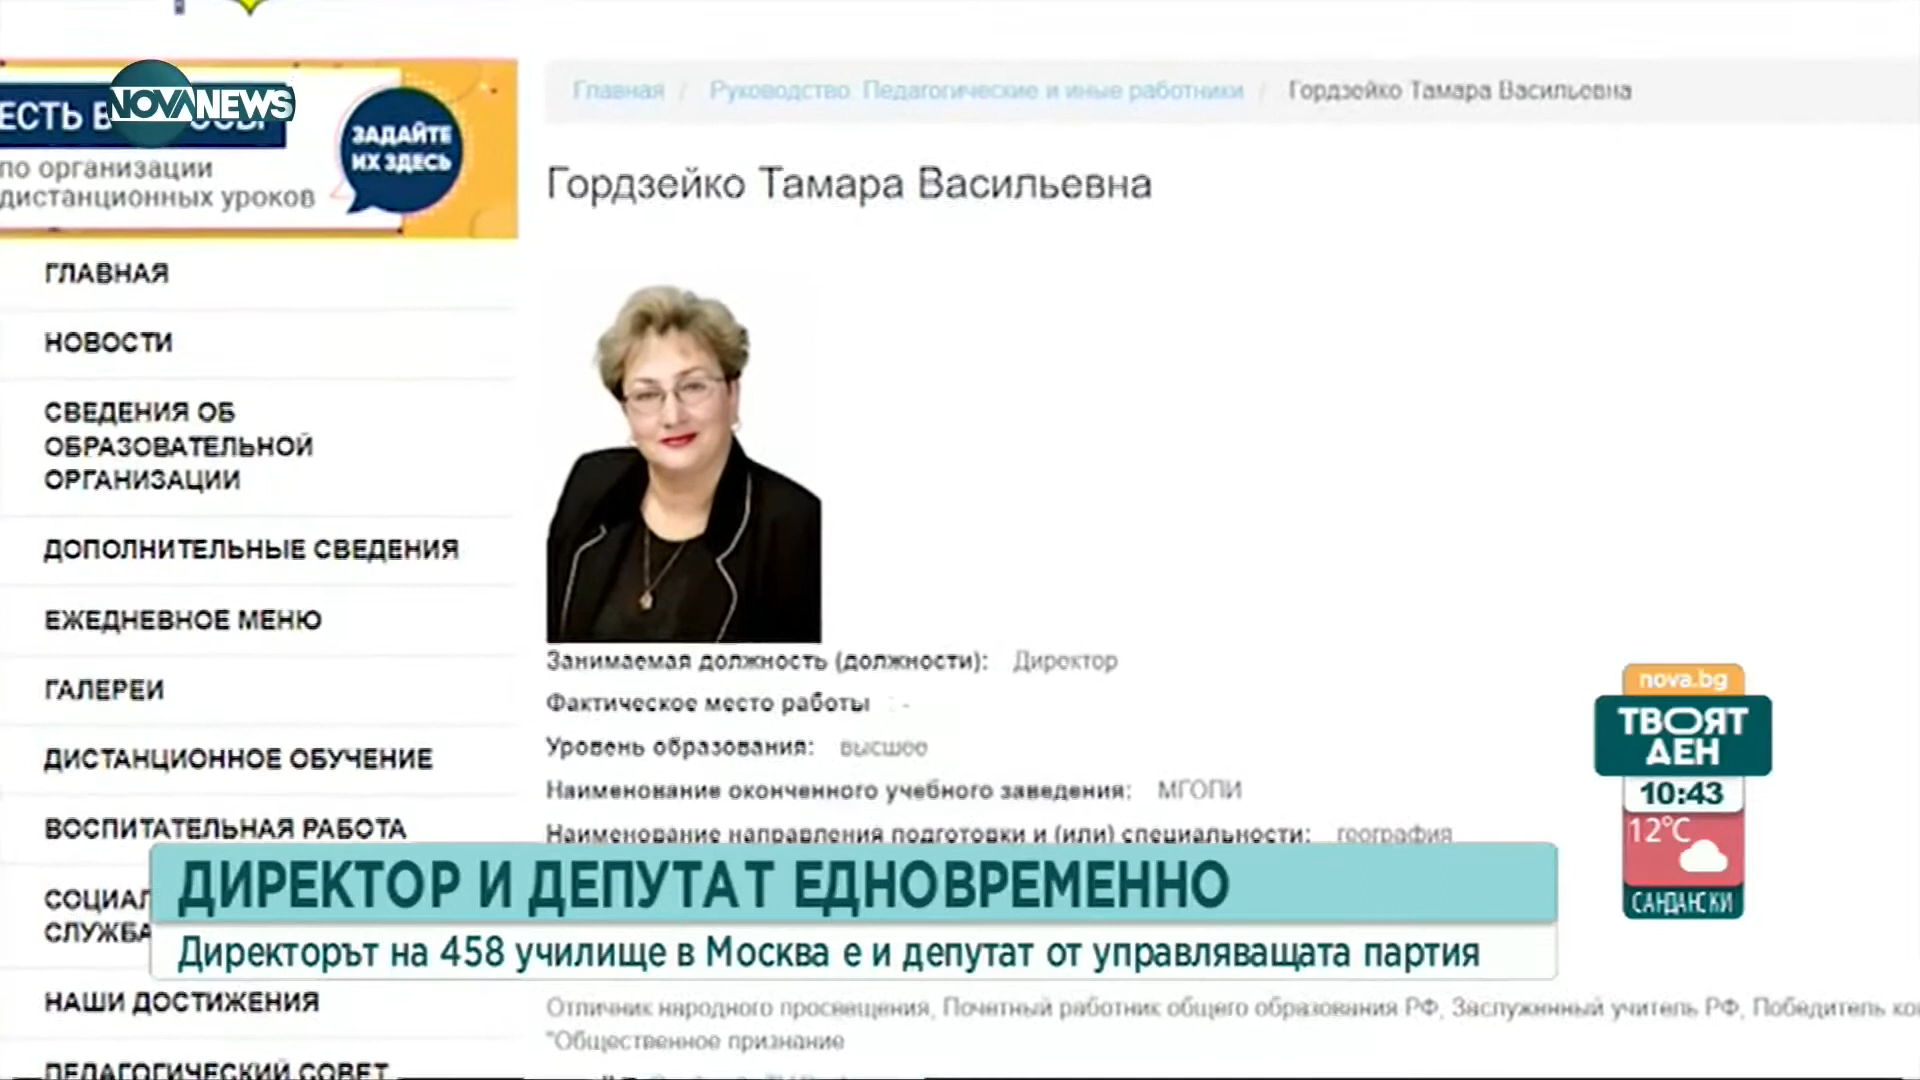 NOVANEWS
ЕСТЬ В
ЗАДАЙТЕ
ИХ ЗДЕСЬ
по организации
дистанционных уроков
Главная / Руководство. Педагогические и иные работники / Гордзейко Тамара Васильевна
Гордзейко Тамара Васильевна
ГЛАВНАЯ
НОВОСТИ
СВЕДЕНИЯ ОБ
ОБРАЗОВАТЕЛЬНОЙ
ОРГАНИЗАЦИИ
ДОПОЛНИТЕЛЬНЫЕ СВЕДЕНИЯ
ЕЖЕДНЕВНОЕ МЕНЮ
ГАЛЕРЕИ
ДИСТАНЦИОННОЕ ОБУЧЕНИЕ
ВОСПИТАТЕЛЬНАЯ РАБОТА
СОЦИАЛ
СЛУЖБА
НАШИ ДОСТИЖЕНИЯ
ПЕДАГОГИЧЕСКИЙ СОВЕТ
Занимаемая должность (должности): Директор
Фактическое место работы : -
Уровень образования: высшее
Наименование оконченного учебного заведения: МГОПИ
Наименование направления подготовки и (или) специальности: география
ДИРЕКТОР И ДЕПУТАТ ЕДНОВРЕМЕННО
Директорът на 458 училище в Москва е и депутат от управляващата партия
Отличник народного просвещения, Почетный работник общего образования РФ, Заслуженный учитель РФ, Победитель
"Общественное признание
nova.bg
ТВОЯТ
ДЕН
10:43
12°C
САНДАНСКИ